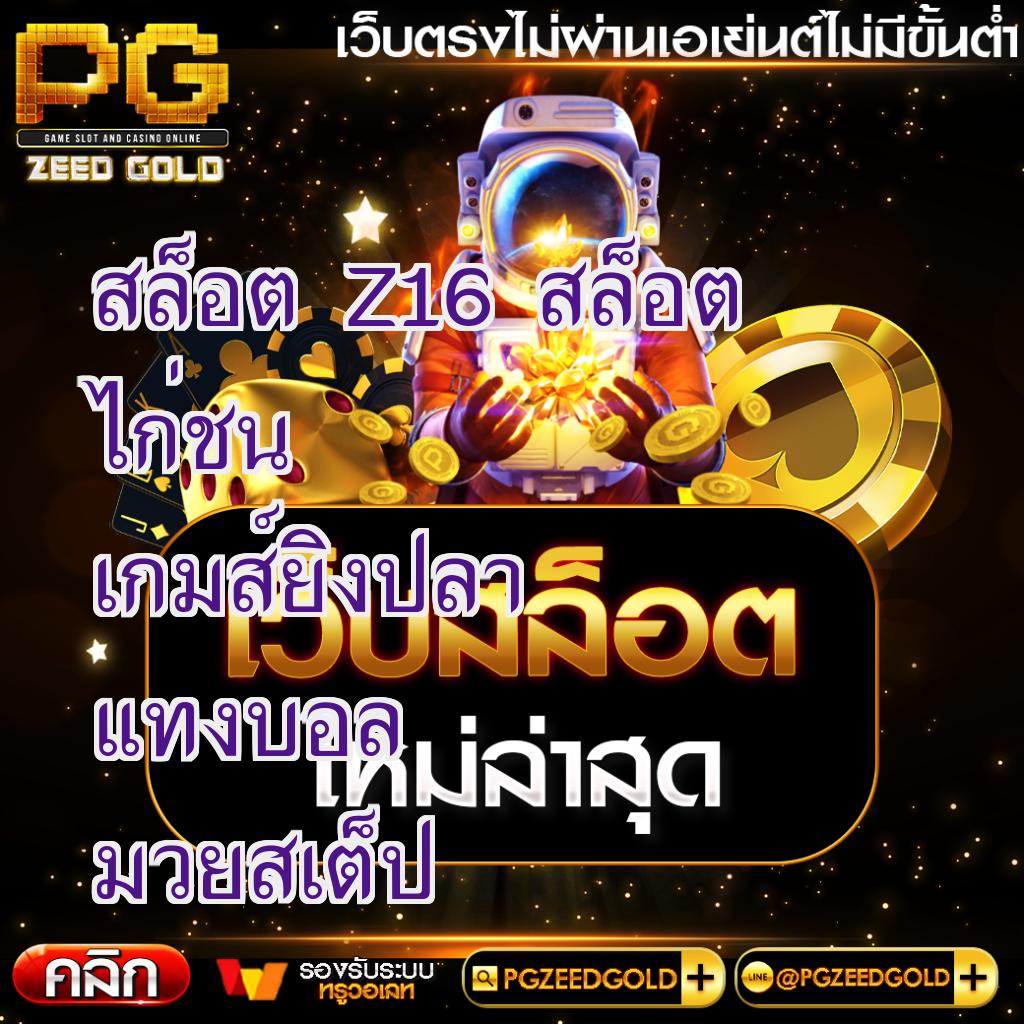 เว็บตรงไม่ผ่านเอเย่นต์ไม่มีขั้นต่ำ
PG
GAME SLOT AND CASINO ONLINE
ZEED GOLD
สล็อต Z16 สล็อต
ไก่ชน
เกมส์ยิงปลา
เว็บสล็อต
แทงบอล
ใหม่ล่าสุด
มวยสเต็ป
คลิก
รองรับระบบ
ทรูวอเลท
PGZEEDGOLD +
LINE @PGZEEDGOLD +